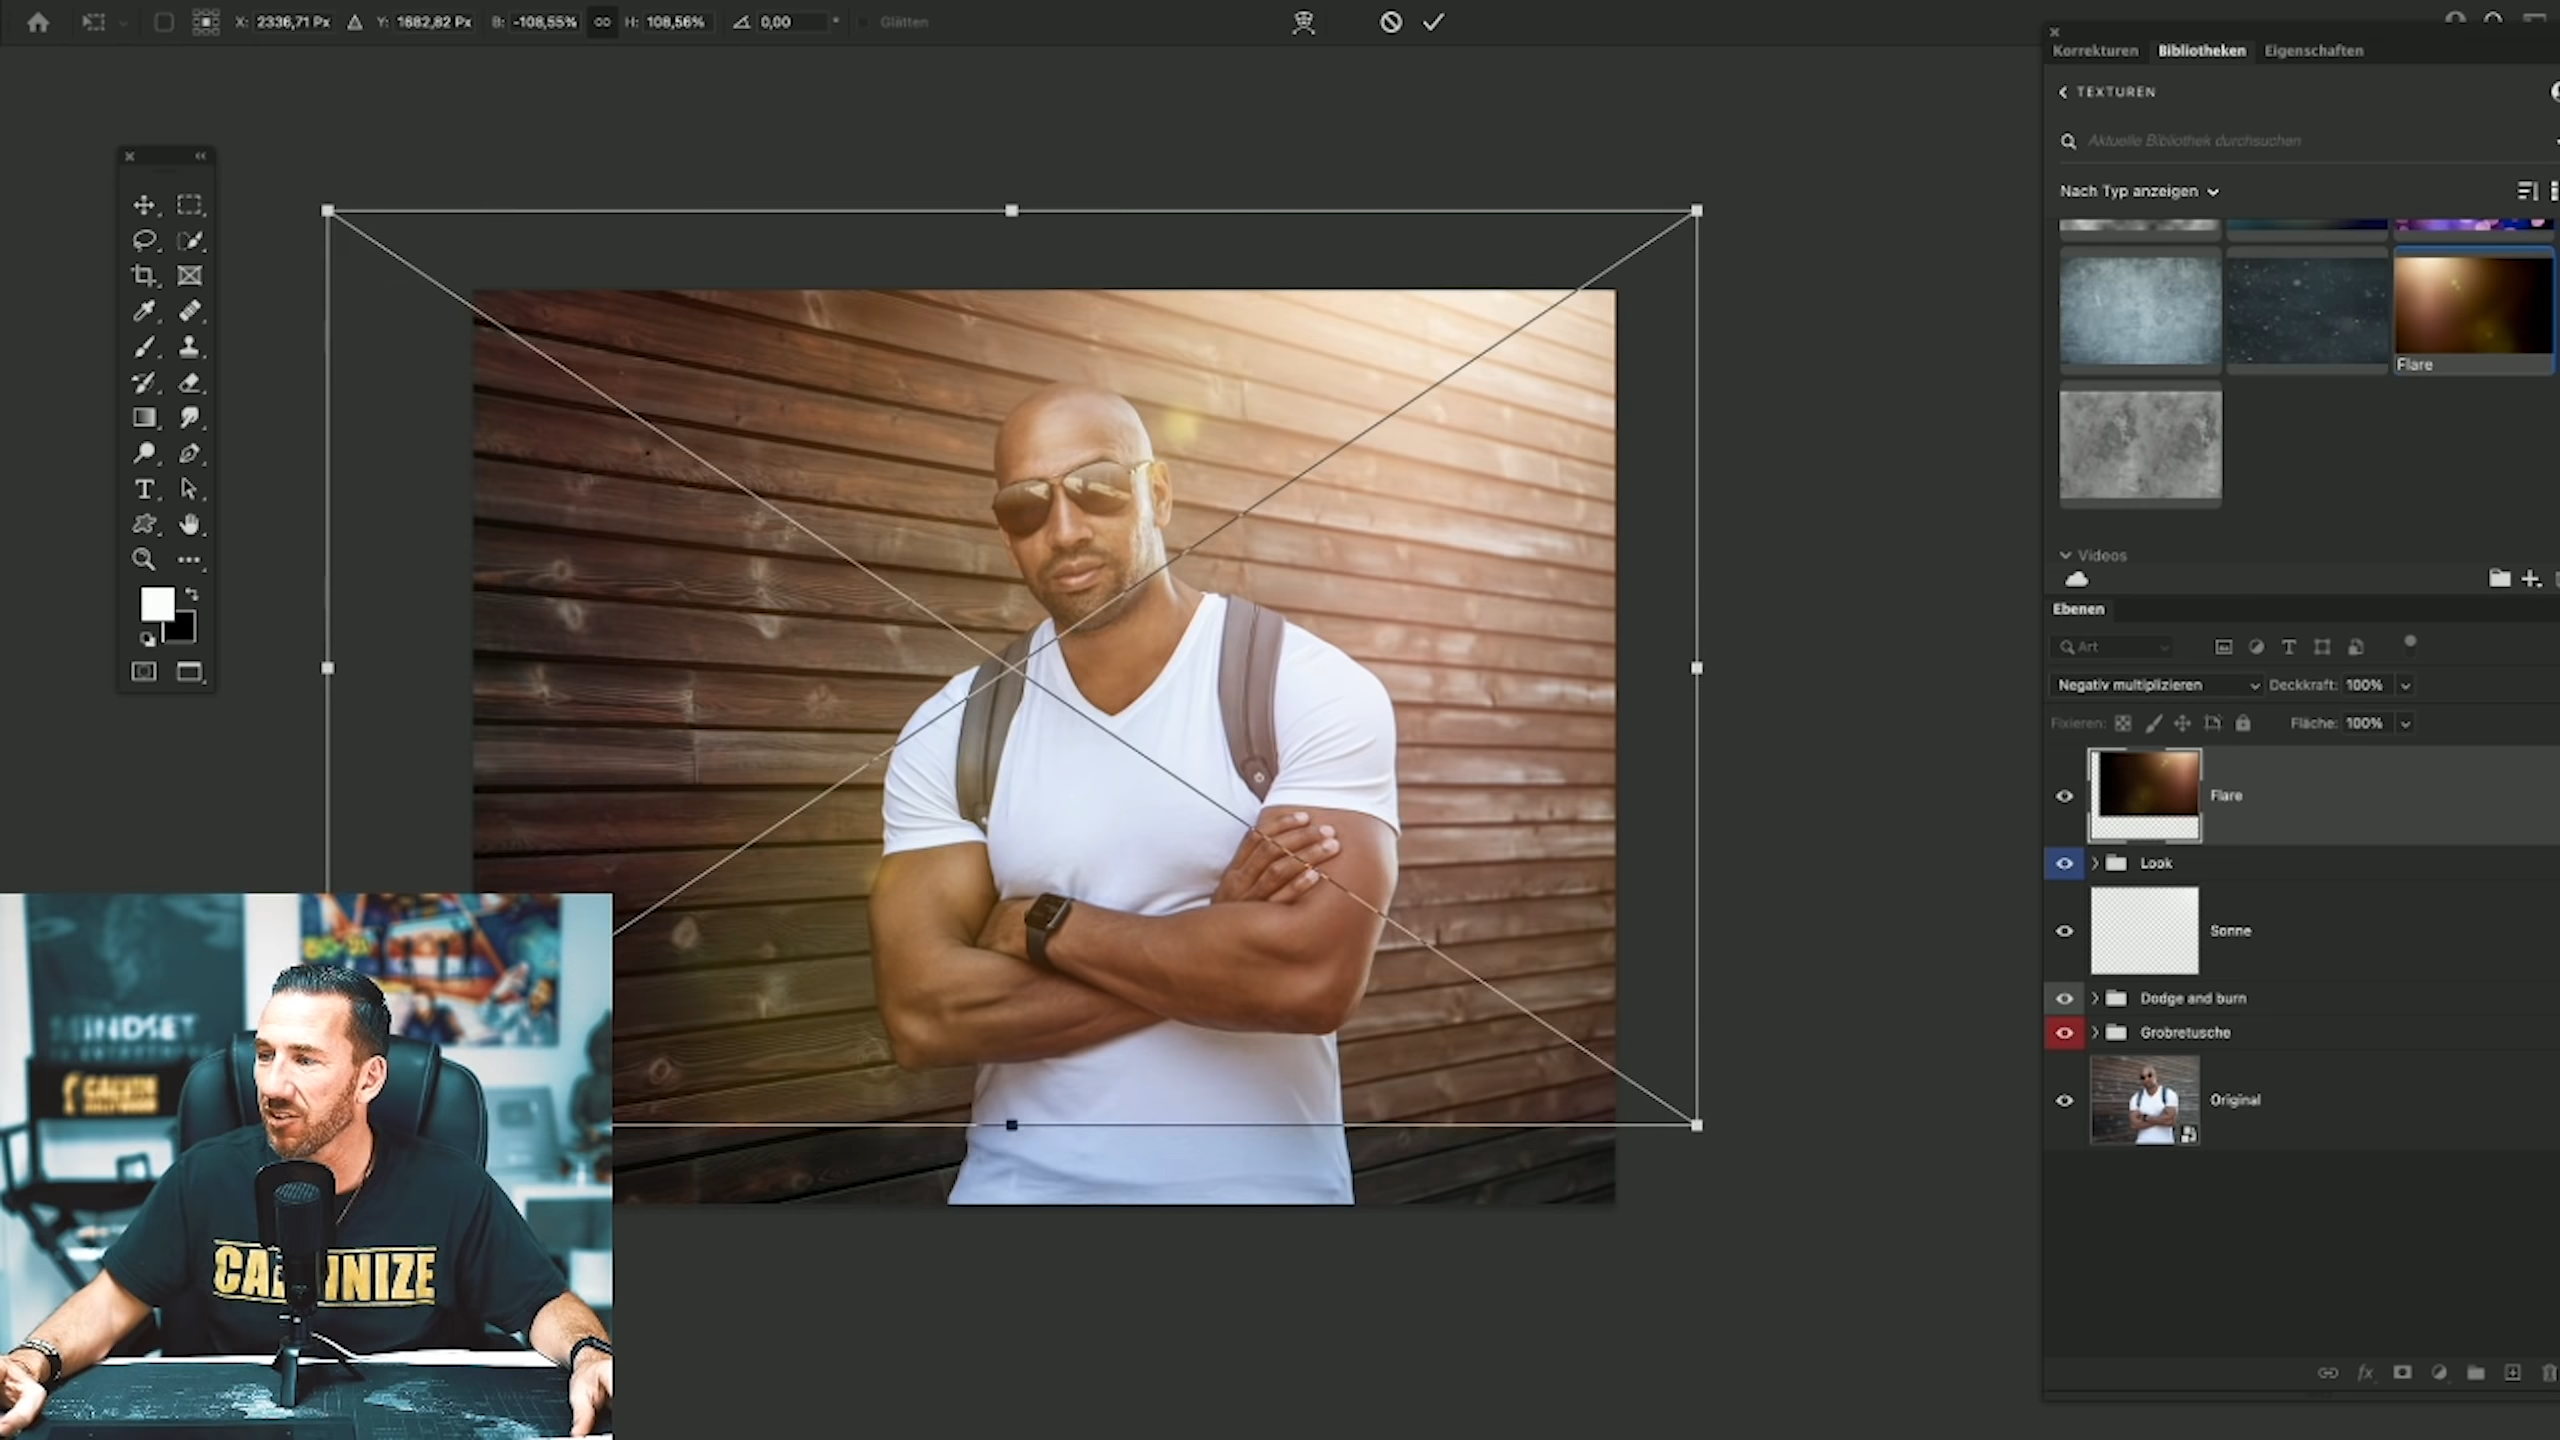 X: 2336,71 Px Y: 1682,82 Px B: -108,55% H: 108,56% 0,00 ° Glätten
Korrekturen Bibliotheken Eigenschaften
TEXTUREN
Aktuelle Bibliothek durchsuchen
Nach Typ anzeigen
Flare
Videos
Ebenen
Art
Negativ multiplizieren Deckkraft: 100%
Fixieren: Fläche: 100%
Flare
Look
Sonne
Dodge and burn
Grobretusche
Original
MINDSET
CALVIN